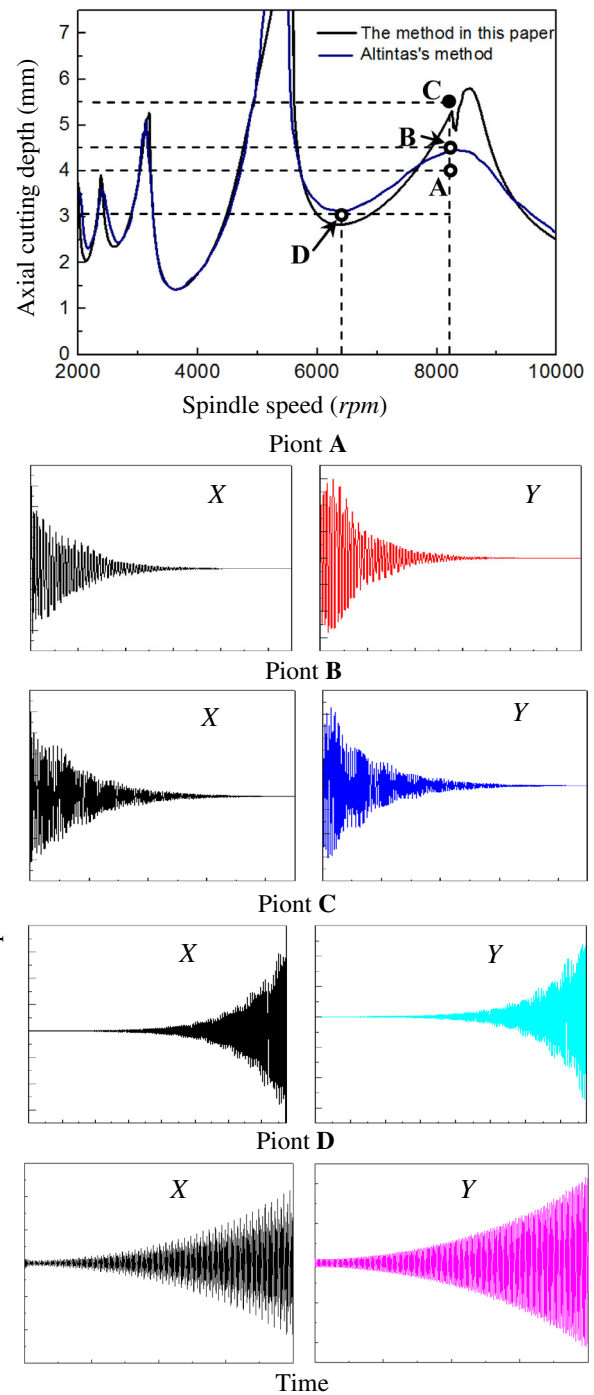 The method in this paper
Altintas's method
Axial cutting depth (mm)
7
6
5
4
3
2
1
0
C
B
A
D
2000 4000 6000 8000 10000
Spindle speed (rpm)
Piont A
X Y
Piont B
X Y
Piont C
X Y
Piont D
X Y
Time